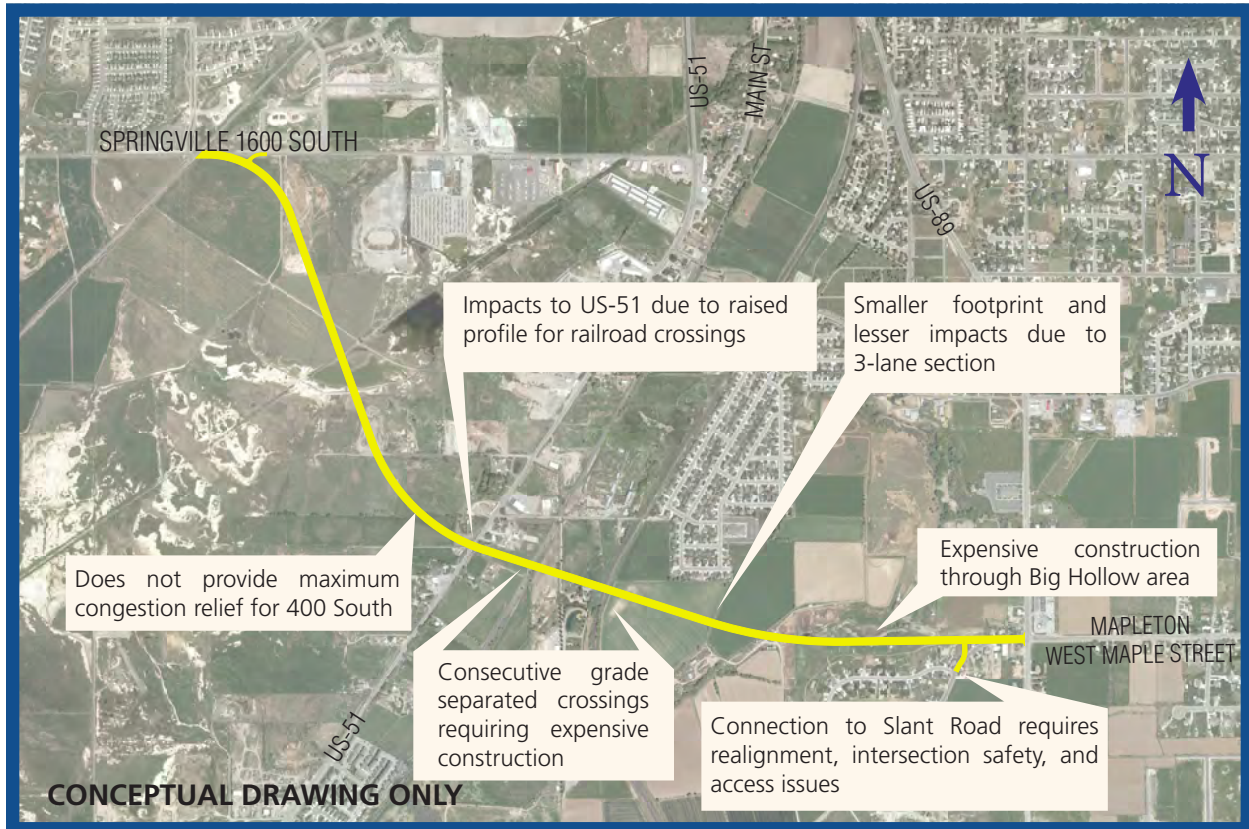 US-51
MAIN ST
SPRINGVILLE 1600 SOUTH
N
US-89
Impacts to US-51 due to raised
profile for railroad crossings
Smaller footprint and
lesser impacts due to
3-lane section
Does not provide maximum
congestion relief for 400 South
Expensive construction
through Big Hollow area
MAPLETON
WEST MAPLE STREET
Consecutive grade
separated crossings
requiring expensive
construction
Connection to Slant Road requires
realignment, intersection safety, and
access issues
US-51
CONCEPTUAL DRAWING ONLY